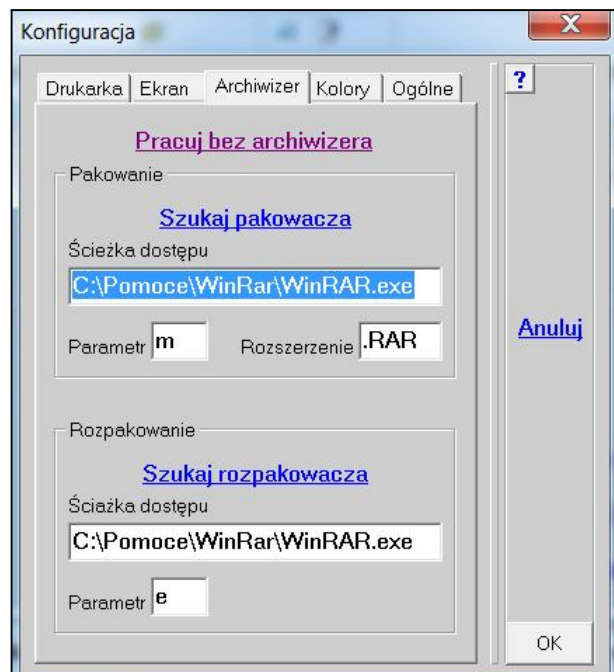 Konfiguracja
X
Drukarka Ekran Archiwizer Kolory Ogólne
?
Pracuj bez archiwizera
Pakowanie
Szukaj pakowacza
Ścieżka dostępu
C:\Pomoce\WinRar\WinRAR.exe
Parametr m Rozszerzenie .RAR
Anuluj
Rozpakowanie
Szukaj rozpakowacza
Ściażka dostępu
C:\Pomoce\WinRar\WinRAR.exe
Parametr e
OK